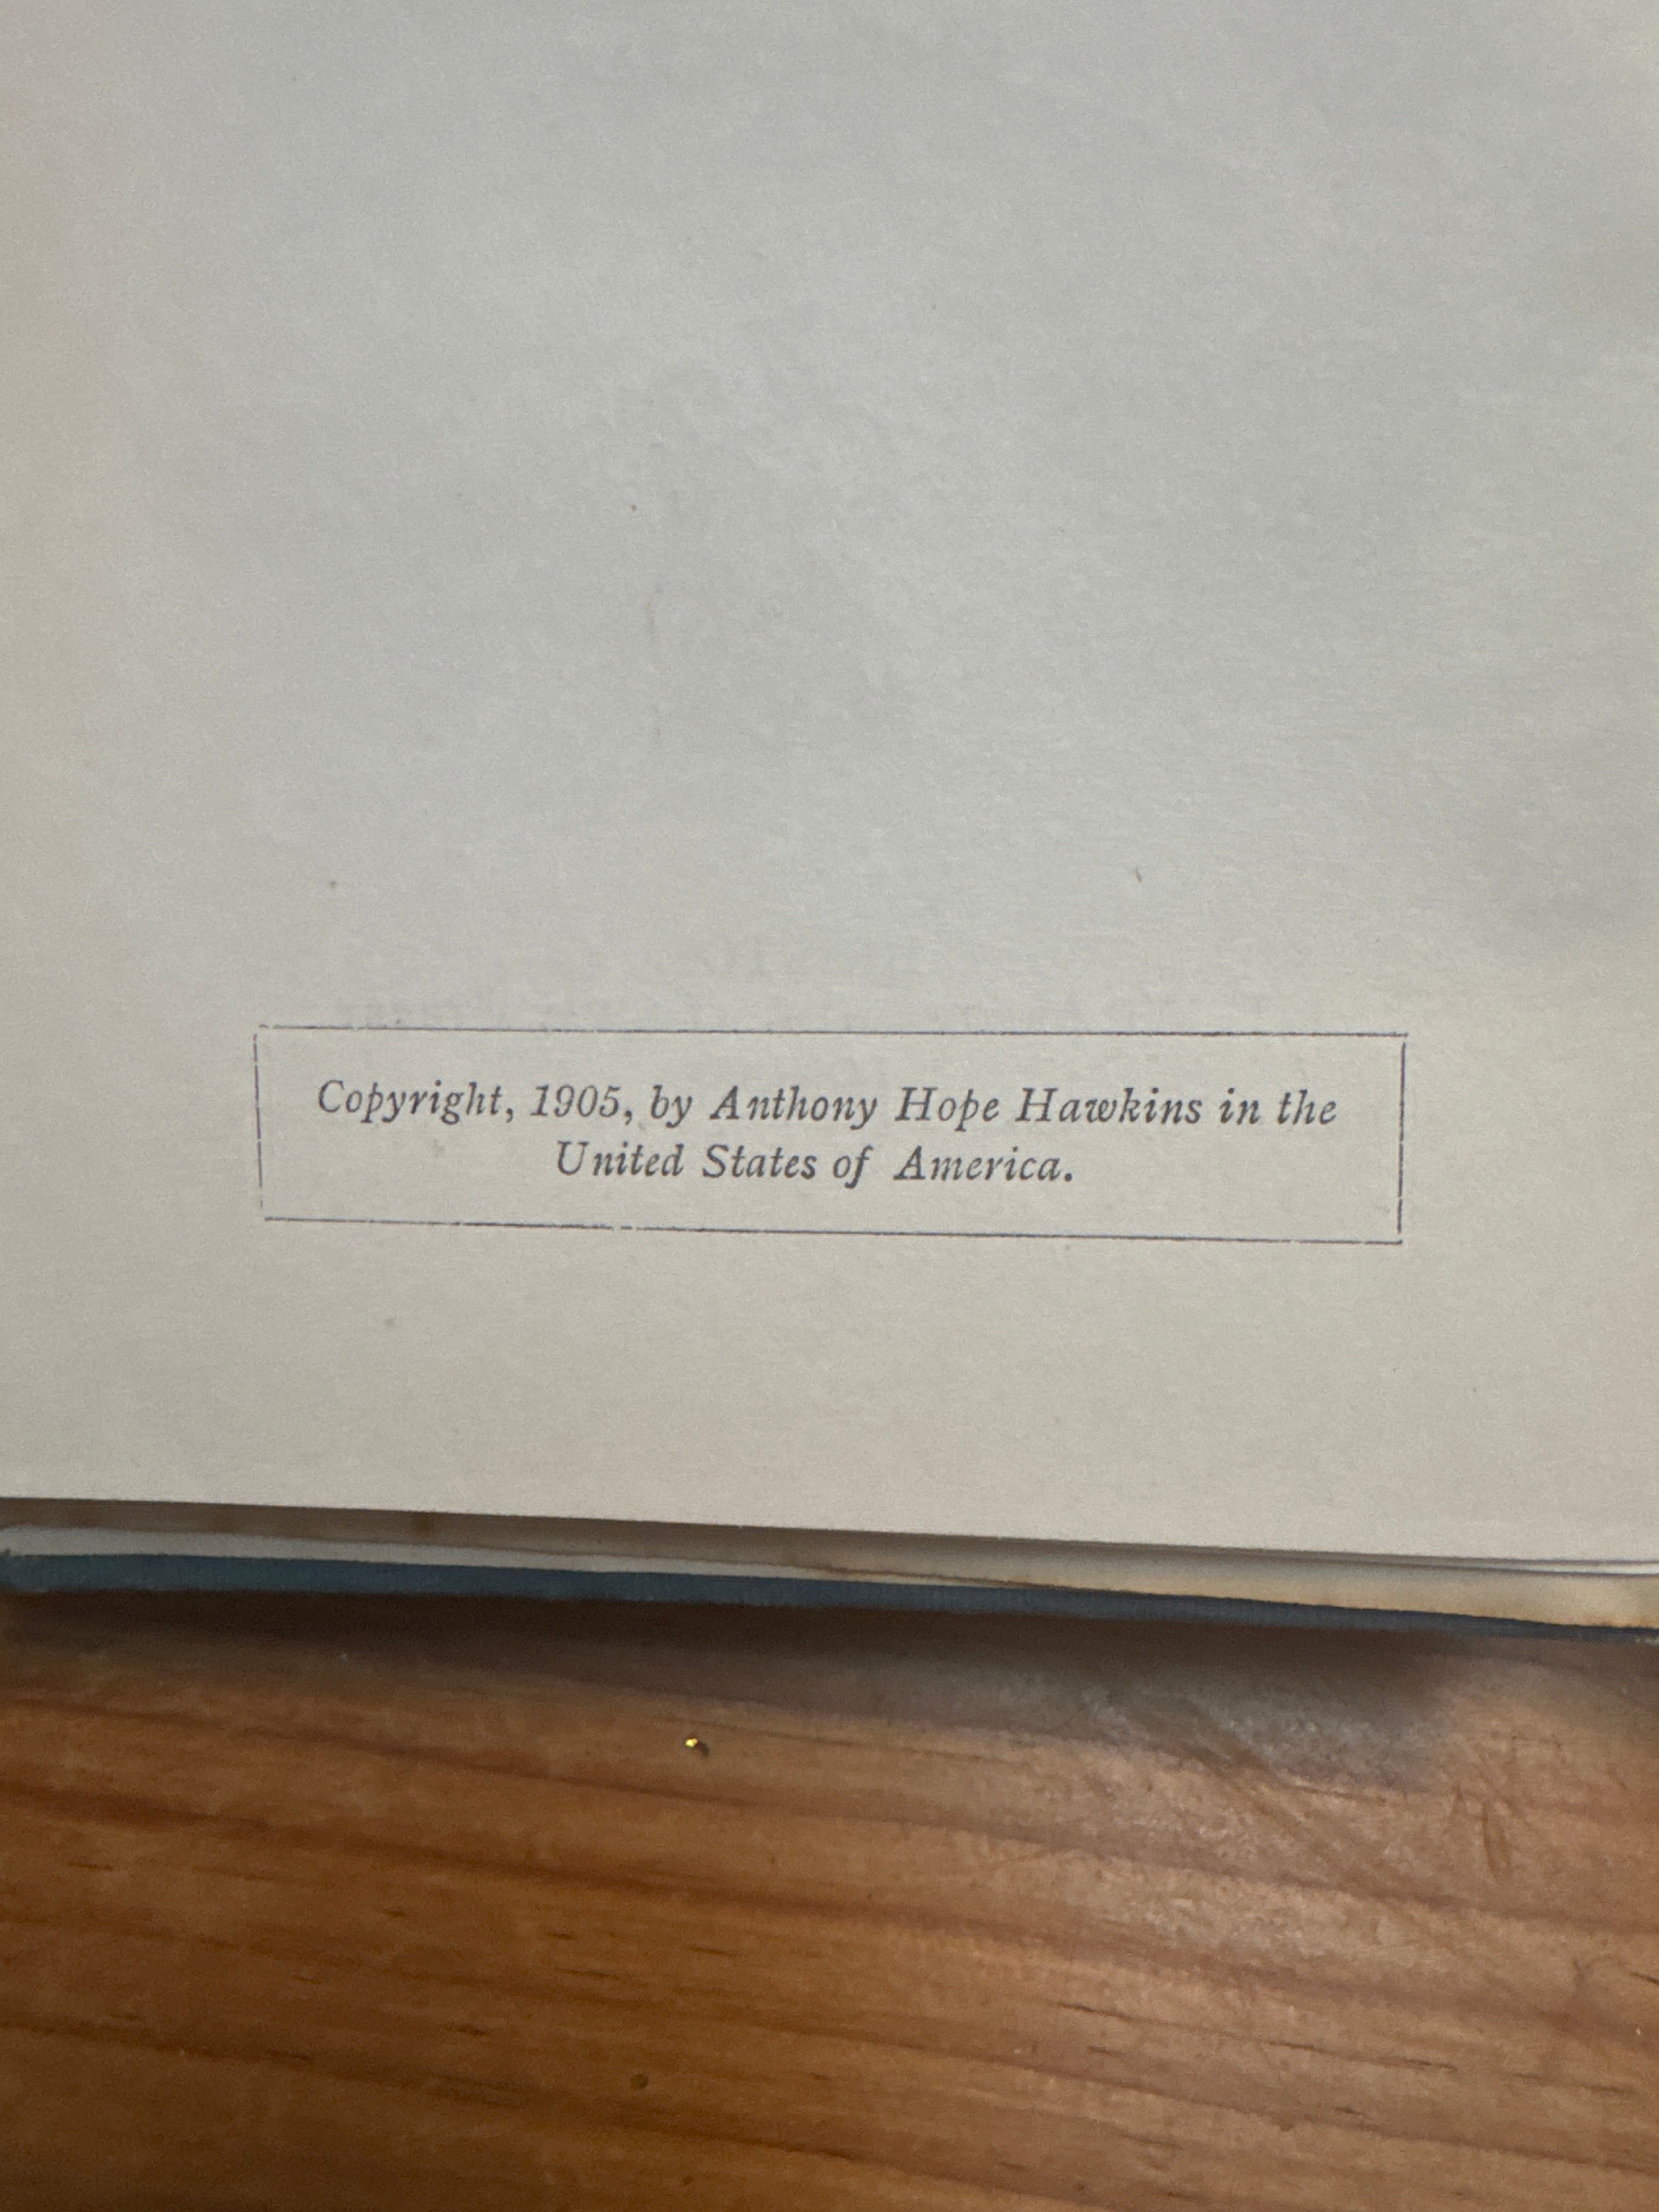 Copyright, 1905, by Anthony Hope Hawkins in the
United States of America.